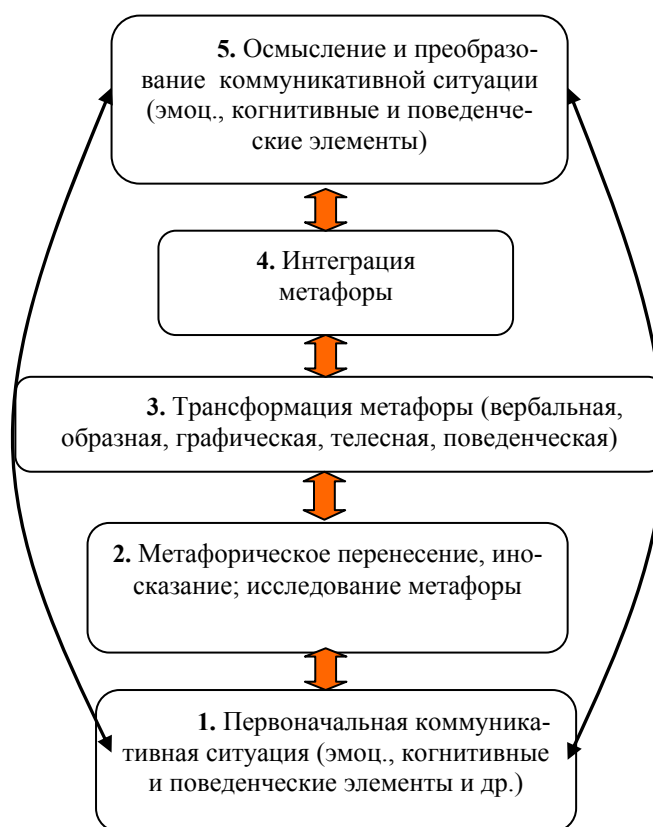 5. Осмысление и преобразо-
вание коммуникативной ситуации
(эмоц., когнитивные и поведенче-
ские элементы)
4. Интеграция
метафоры
3. Трансформация метафоры (вербальная,
образная, графическая, телесная, поведенческая)
2. Метафорическое перенесение, ино-
сказание; исследование метафоры
1. Первоначальная коммуника-
тивная ситуация (эмоц., когнитивные
и поведенческие элементы и др.)